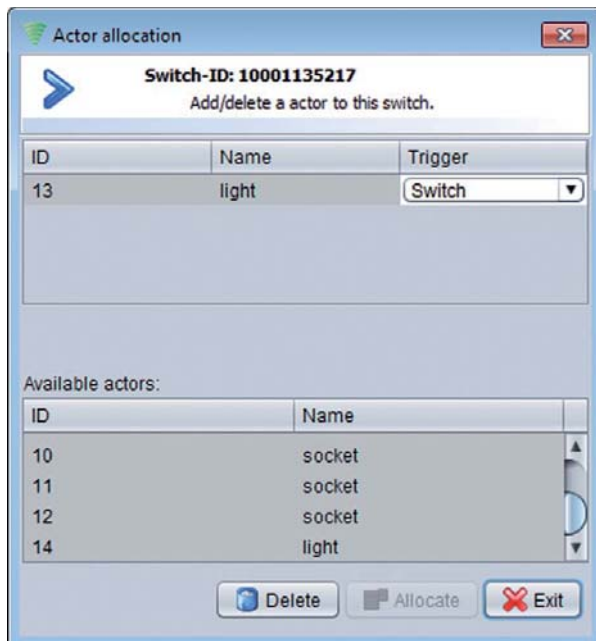 Actor allocation
Switch-ID: 10001135217
Add/delete a actor to this switch.
ID Name Trigger
13 light Switch
Available actors:
ID Name
10 socket
11 socket
12 socket
14 light
Delete Allocate Exit